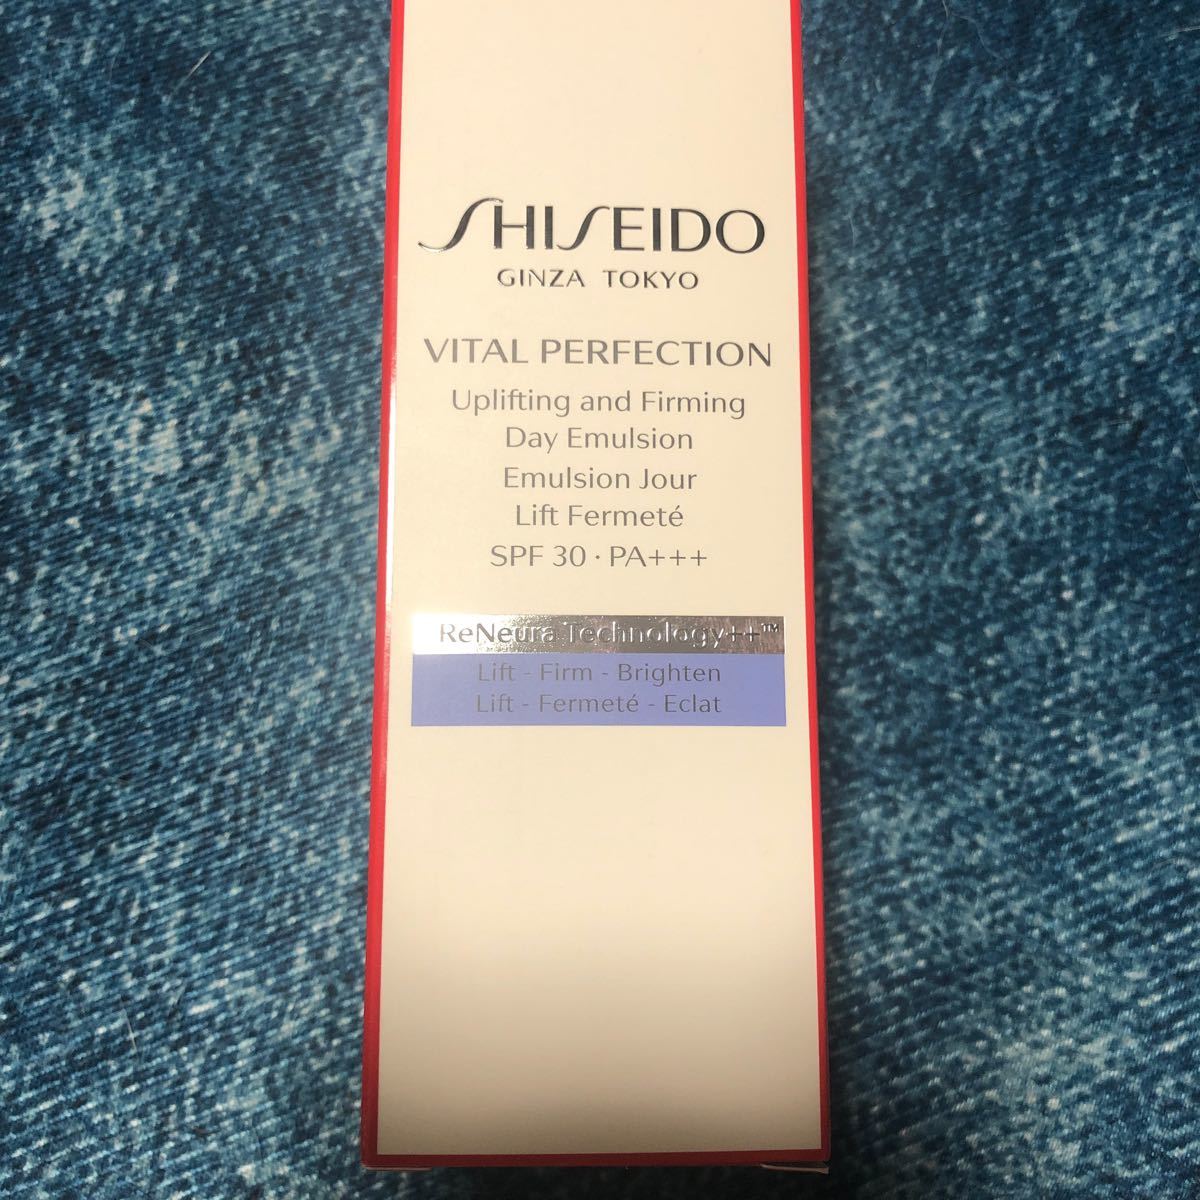 SHISEIDO
GINZA TOKYO
VITAL PERFECTION
Uplifting and Firming
Day Emulsion
Emulsion Jour
Lift Fermeté
SPF 30 · PA+++
ReNeura Technology++™
Lift - Firm - Brighten
Lift - Fermeté - Eclat